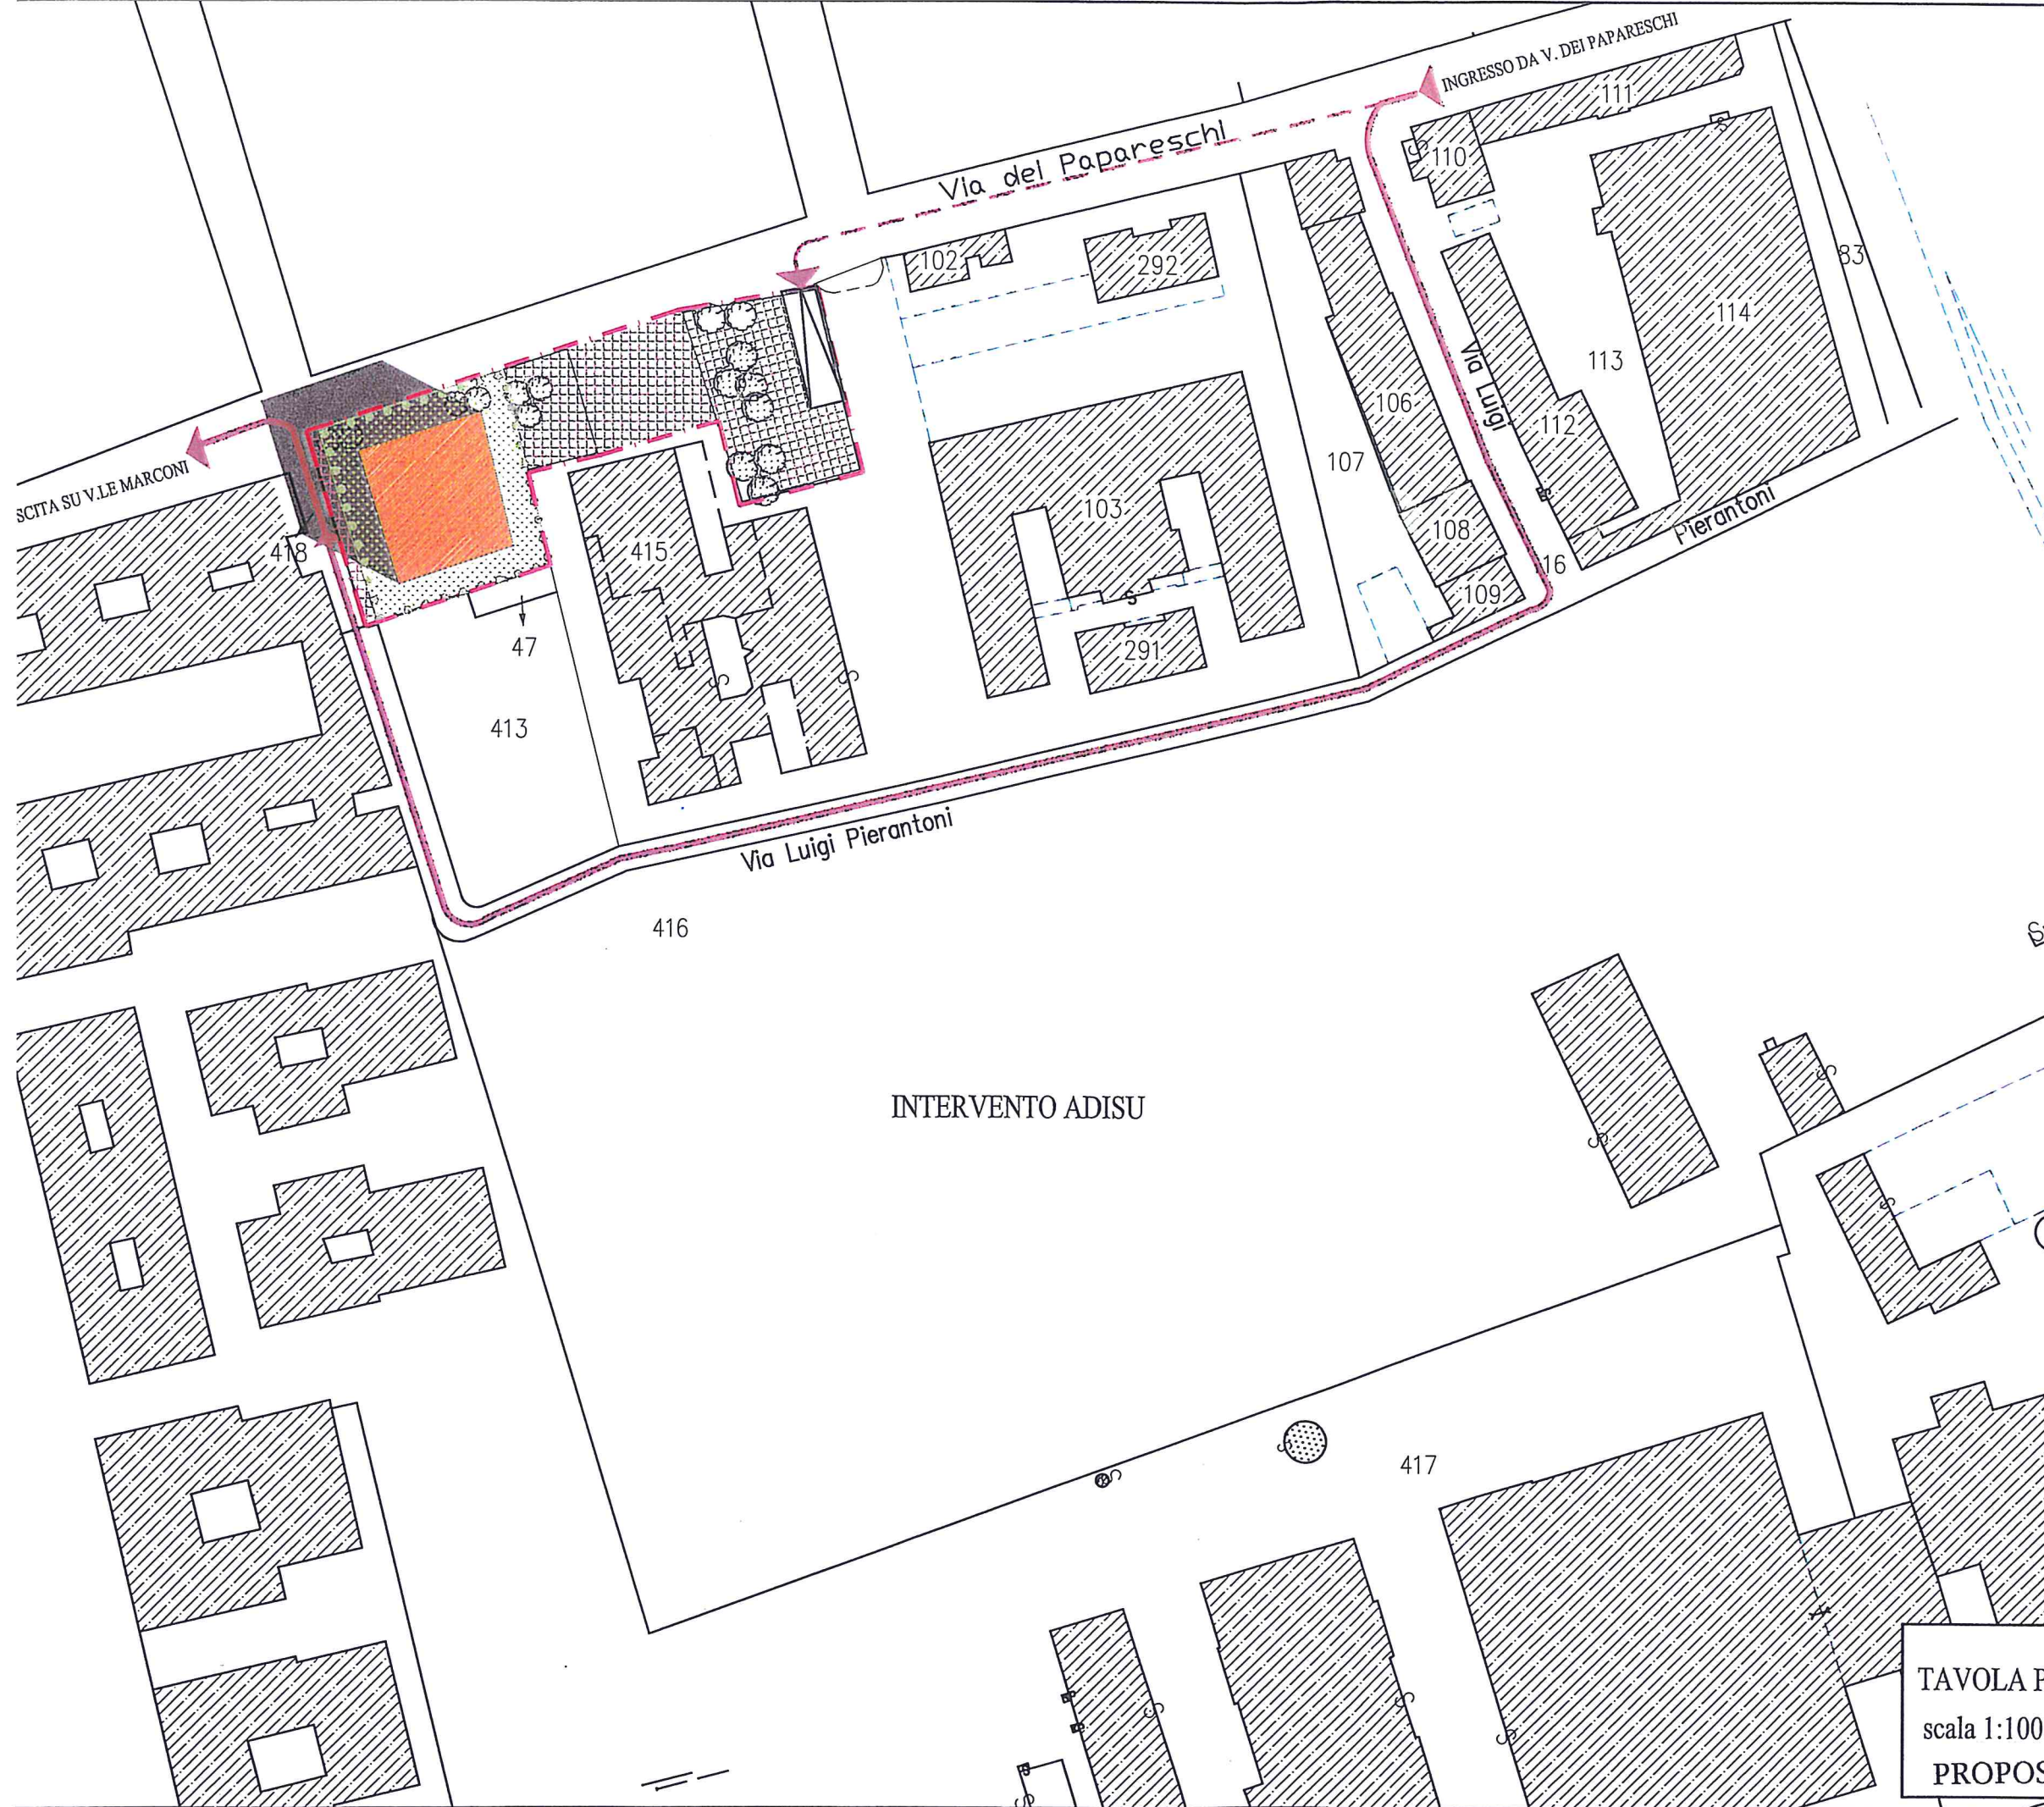 INGRESSO DA V. DEI PAPARESCHI
111
110
Via dei Papareschi
102
292
83
114
113
Via Luigi
106
112
107
SCITA SU V.LE MARCONI
103
Pierantoni
418
415
108
16
109
47
291
413
Via Luigi Pierantoni
416
INTERVENTO ADISU
417
TAVOLA P
scala 1:100
PROPOS